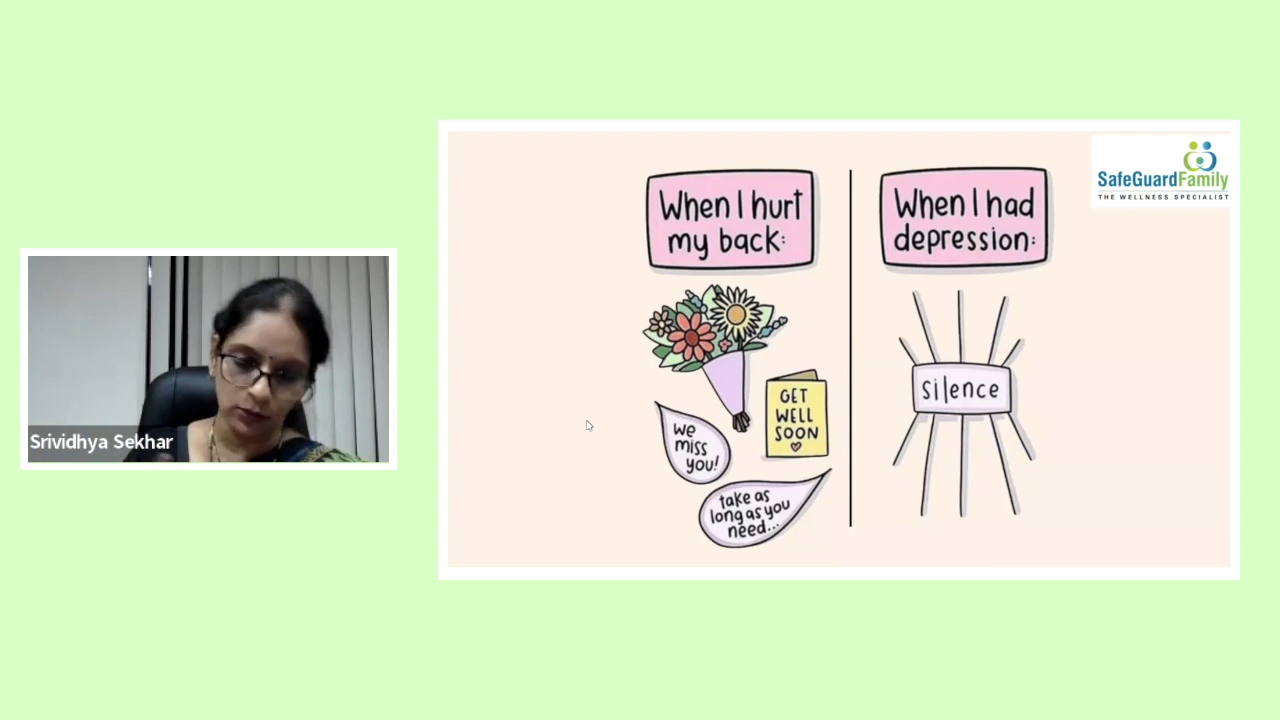 Srividhya Sekhar
When I hurt
my back:
GET
WELL
SOON
we
miss
you!
take as
long as you
need...
When I had
depression:
silence
SafeGuardFamily
THE WELLNESS SPECIALIST